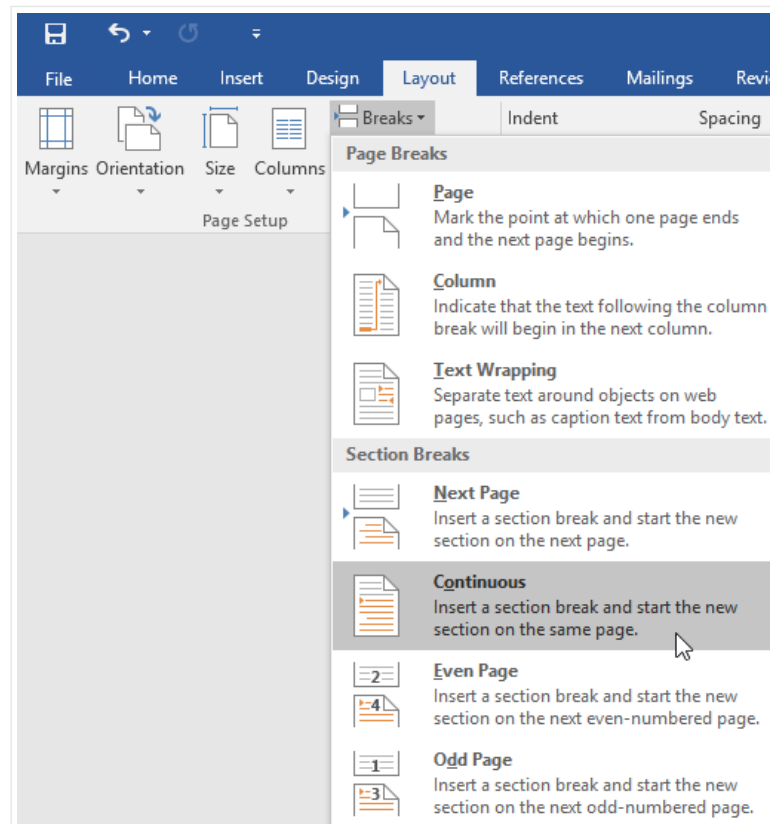 File Home Insert Design Layout References Mailings Revi
Breaks Indent Spacing
Margins Orientation Size Columns
Page Setup
Page Breaks
Page
Mark the point at which one page ends
and the next page begins.
Column
Indicate that the text following the column
break will begin in the next column.
Text Wrapping
Separate text around objects on web
pages, such as caption text from body text.
Section Breaks
Next Page
Insert a section break and start the new
section on the next page.
Continuous
Insert a section break and start the new
section on the same page.
2
4
Even Page
Insert a section break and start the new
section on the next even-numbered page.
1
3
Odd Page
Insert a section break and start the new
section on the next odd-numbered page.